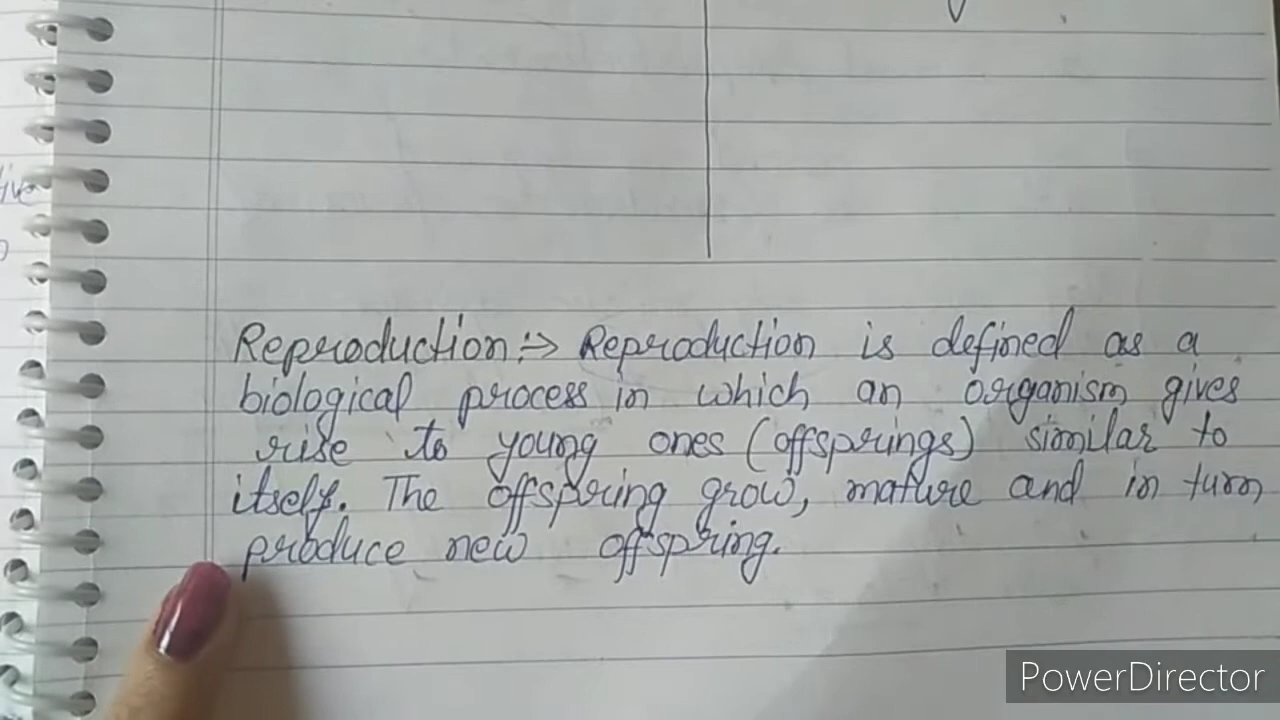 Reproduction:→ Reproduction is defined as a
biological process in which an organism gives
rise to young ones (offsprings) similar to
itself. The offspring grow, mature and in turn
produce new offspring.
PowerDirector